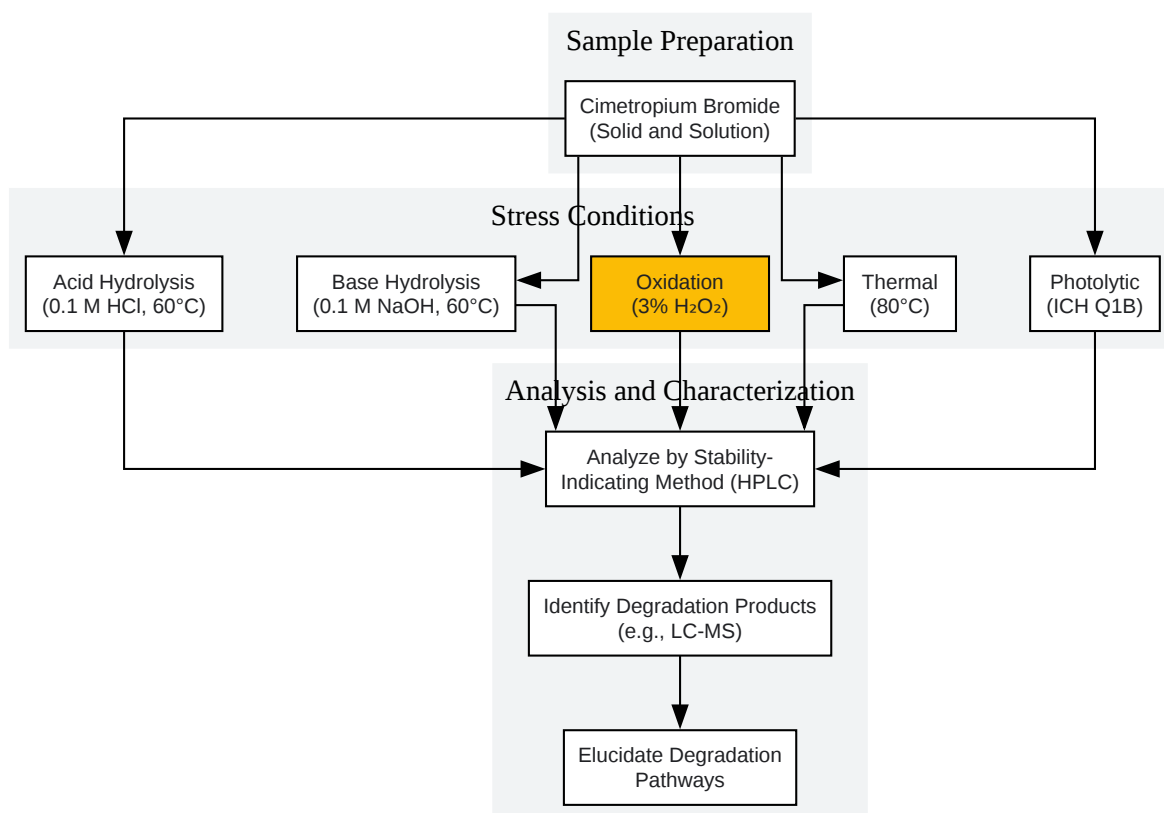 Sample Preparation
Cimetropium Bromide
(Solid and Solution)
Stress Conditions
Acid Hydrolysis
(0.1 M HCl, 60°C)
Base Hydrolysis
(0.1 M NaOH, 60°C)
Oxidation
(3% H₂O₂)
Thermal
(80°C)
Photolytic
(ICH Q1B)
Analysis and Characterization
Analyze by Stability-
Indicating Method (HPLC)
Identify Degradation Products
(e.g., LC-MS)
Elucidate Degradation
Pathways